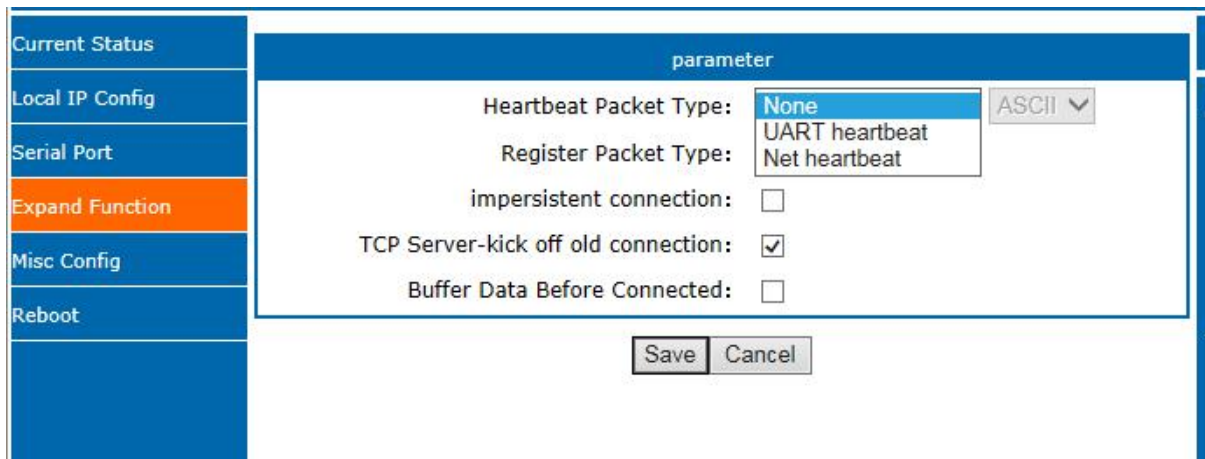 Current Status
Local IP Config
Serial Port
Expand Function
Misc Config
Reboot
parameter
Heartbeat Packet Type: None ASCII
UART heartbeat
Register Packet Type: Net heartbeat
impersistent connection:
TCP Server-kick off old connection:
Buffer Data Before Connected:
Save Cancel